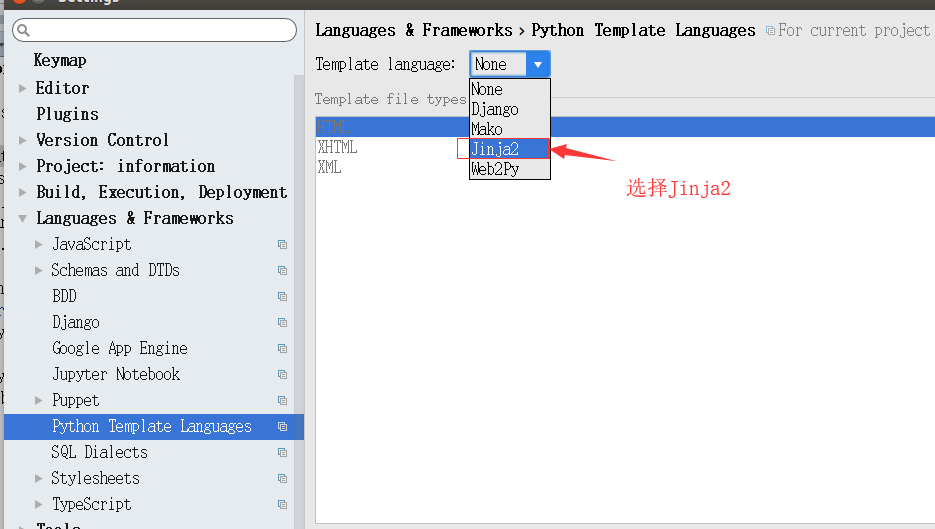 Settings
Languages & Frameworks › Python Template Languages
For current project
Keymap
Editor
Plugins
Version Control
Project: information
Build, Execution, Deployment
Languages & Frameworks
JavaScript
Schemas and DTDs
BDD
Django
Google App Engine
Jupyter Notebook
Puppet
Python Template Languages
SQL Dialects
Stylesheets
TypeScript
Tools
Template language:
None
None
Django
Mako
Jinja2
Web2Py
Template file types
HTML
XHTML
XML
选择Jinja2